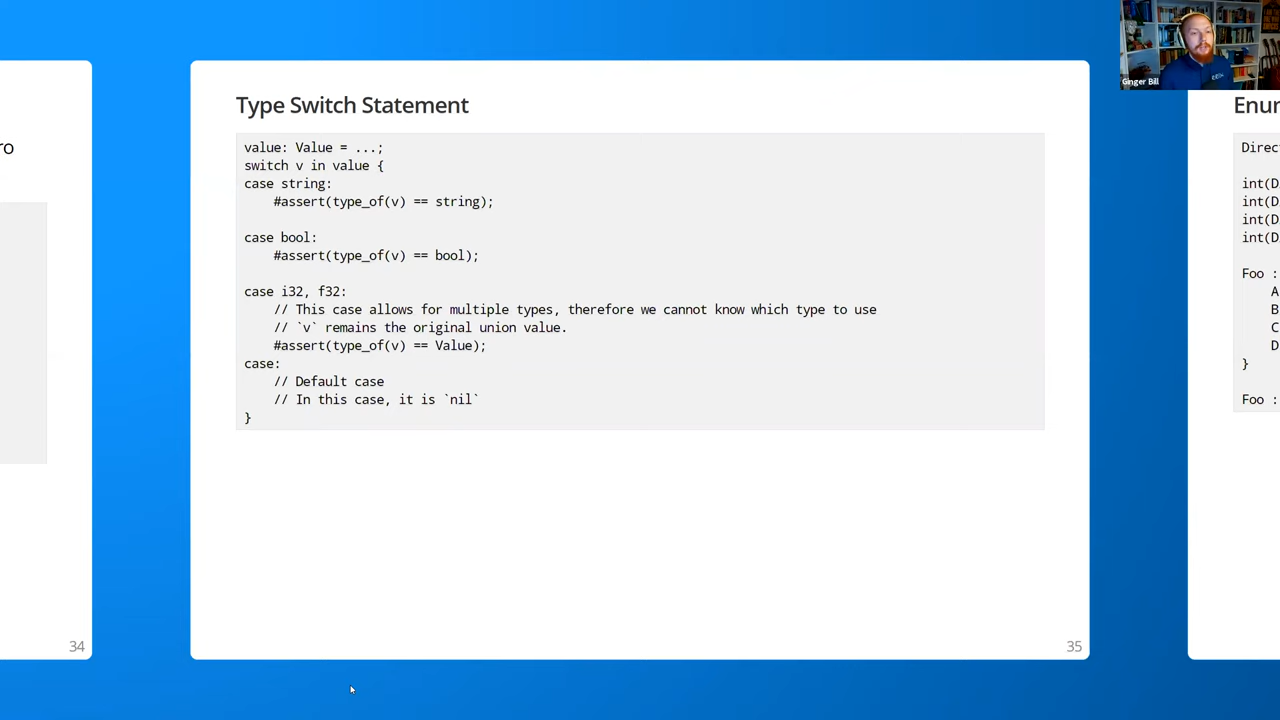 ro
34
Type Switch Statement
value: Value = ...;
switch v in value {
case string:
    #assert(type_of(v) == string);
case bool:
    #assert(type_of(v) == bool);
case i32, f32:
    // This case allows for multiple types, therefore we cannot know which type to use
    // `v` remains the original union value.
    #assert(type_of(v) == Value);
case:
    // Default case
    // In this case, it is `nil`
}
35
Ginger Bill
Enu
Direc
int(D
int(D
int(D
int(D
Foo :
A
B
C
D
}
Foo :